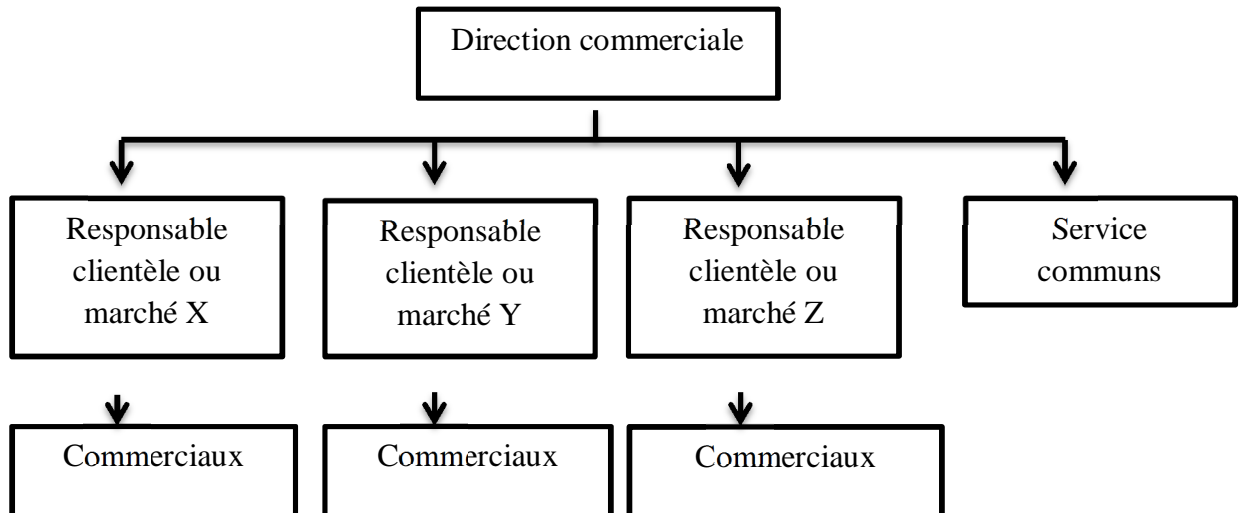 Direction commerciale
Responsable
clientèle ou
marché X
Responsable
clientèle ou
marché Y
Responsable
clientèle ou
marché Z
Service
communs
Commerciaux
Commerciaux
Commerciaux